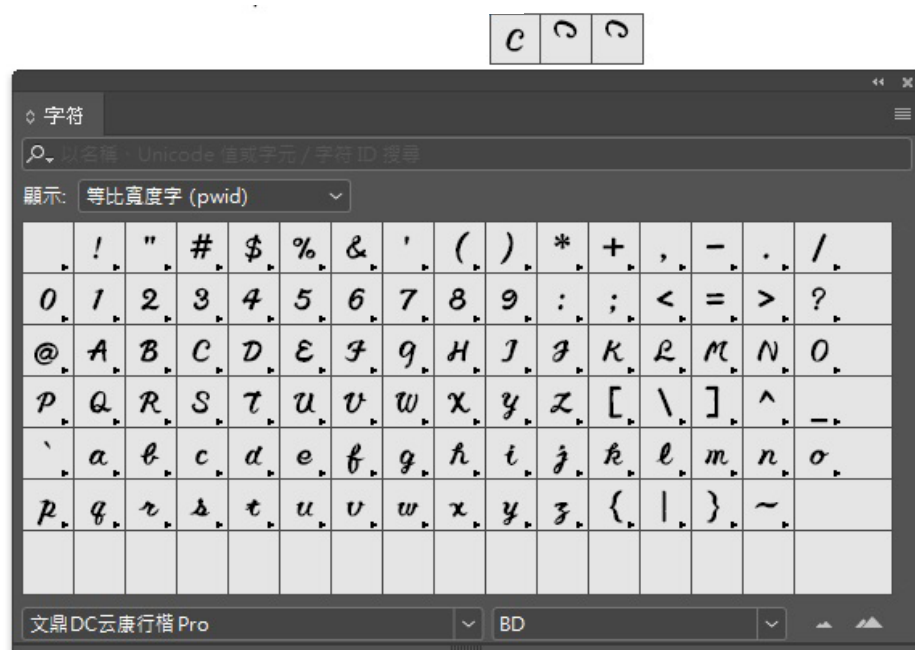 c c c
字符
以名稱、Unicode 值或字元 / 字符 ID 搜尋
顯示: 等比寬度字 (pwid)
! " # $ % & ' ( ) * + , - . /
0 1 2 3 4 5 6 7 8 9 : ; < = > ?
@ A B C D E F G H I J K L M N O
P Q R S T U V W X Y Z [ \ ] ^ _
` a b c d e f g h i j k l m n o
p q r s t u v w x y z { | } ~
文鼎DC云康行楷 Pro BD